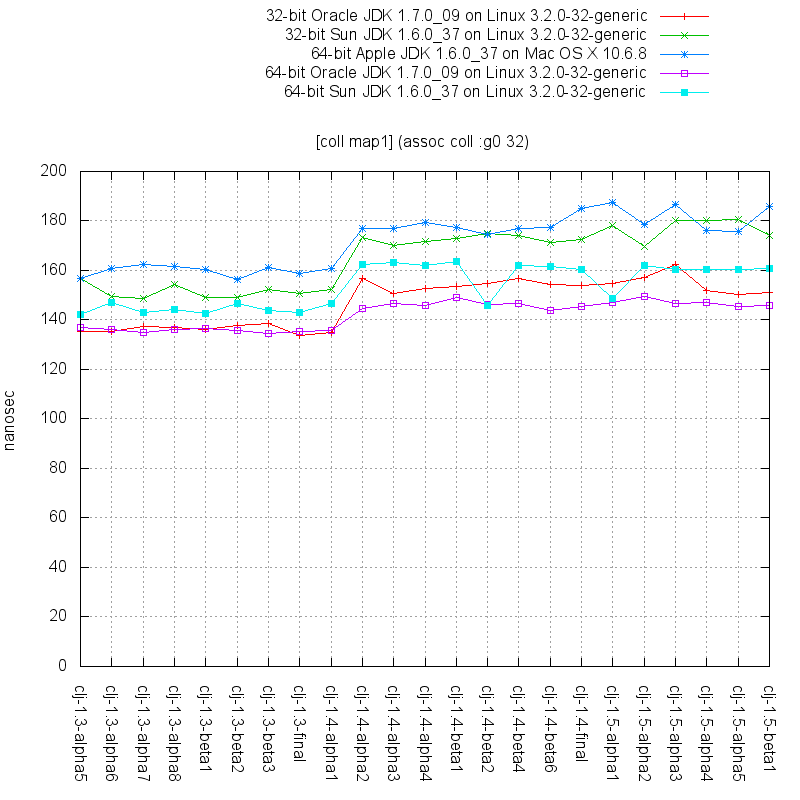 32-bit Oracle JDK 1.7.0_09 on Linux 3.2.0-32-generic
32-bit Sun JDK 1.6.0_37 on Linux 3.2.0-32-generic
64-bit Apple JDK 1.6.0_37 on Mac OS X 10.6.8
64-bit Oracle JDK 1.7.0_09 on Linux 3.2.0-32-generic
64-bit Sun JDK 1.6.0_37 on Linux 3.2.0-32-generic
[coll map1] (assoc coll :g0 32)
200
180
160
140
120
100
80
60
40
20
0
nanosec
clj-1.3-alpha5
clj-1.3-alpha6
clj-1.3-alpha7
clj-1.3-alpha8
clj-1.3-beta1
clj-1.3-beta2
clj-1.3-beta3
clj-1.3-final
clj-1.4-alpha1
clj-1.4-alpha2
clj-1.4-alpha3
clj-1.4-alpha4
clj-1.4-beta1
clj-1.4-beta2
clj-1.4-beta4
clj-1.4-beta6
clj-1.4-final
clj-1.5-alpha1
clj-1.5-alpha2
clj-1.5-alpha3
clj-1.5-alpha4
clj-1.5-alpha5
clj-1.5-beta1